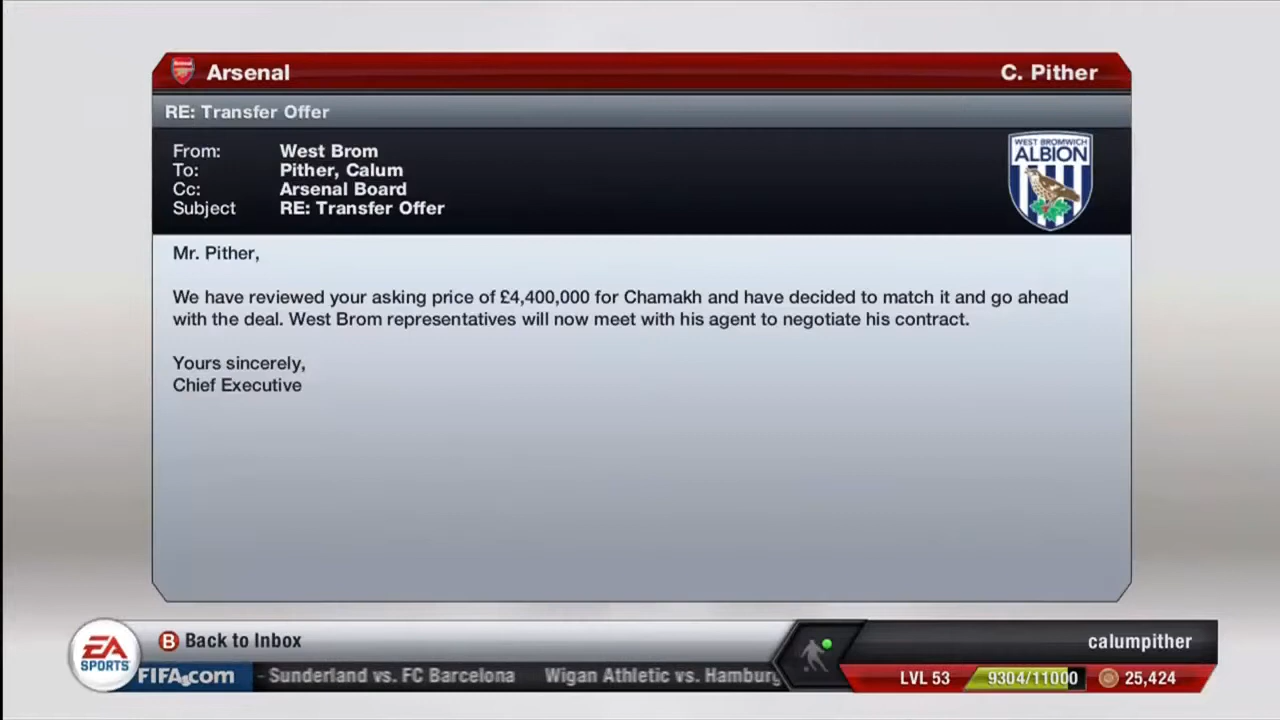 Arsenal
C. Pither
RE: Transfer Offer
From: West Brom
To: Pither, Calum
Cc: Arsenal Board
Subject RE: Transfer Offer
WEST BROMWICH
ALBION
Mr. Pither,
We have reviewed your asking price of £4,400,000 for Chamakh and have decided to match it and go ahead
with the deal. West Brom representatives will now meet with his agent to negotiate his contract.
Yours sincerely,
Chief Executive
B Back to Inbox
calumpither
EA
SPORTS
FIFA.com
- Sunderland vs. FC Barcelona Wigan Athletic vs. Hamburg
LVL 53 9304/11000 25,424